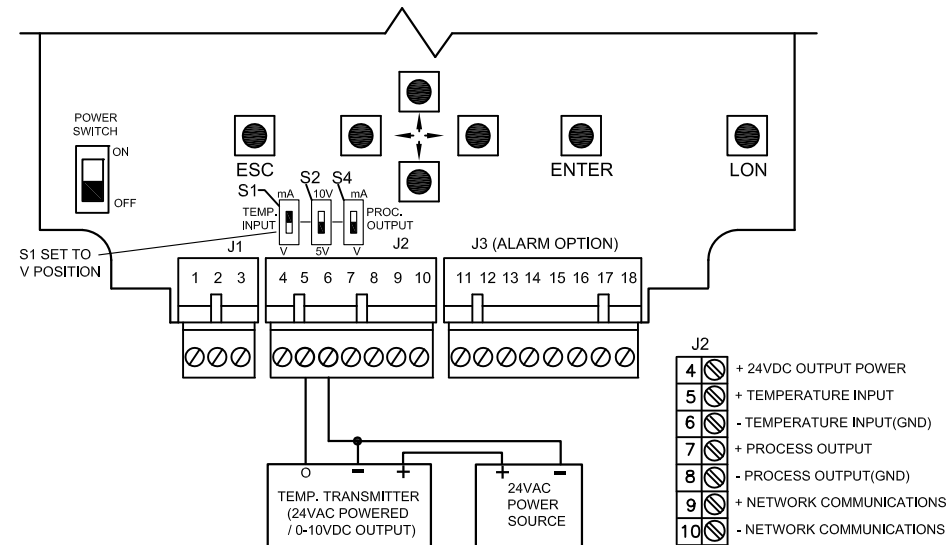 POWER
SWITCH
ON
OFF
ESC
ENTER
LON
S1
S2
S4
mA
10V
mA
TEMP.
INPUT
PROC.
OUTPUT
V
5V
V
S1 SET TO
V POSITION
J1
J2
J3 (ALARM OPTION)
1 2 3
4 5 6 7 8 9 10
11 12 13 14 15 16 17 18
O - +
TEMP. TRANSMITTER
(24VAC POWERED
/ 0-10VDC OUTPUT)
+ -
24VAC
POWER
SOURCE
J2
4 + 24VDC OUTPUT POWER
5 + TEMPERATURE INPUT
6 - TEMPERATURE INPUT(GND)
7 + PROCESS OUTPUT
8 - PROCESS OUTPUT(GND)
9 + NETWORK COMMUNICATIONS
10 - NETWORK COMMUNICATIONS